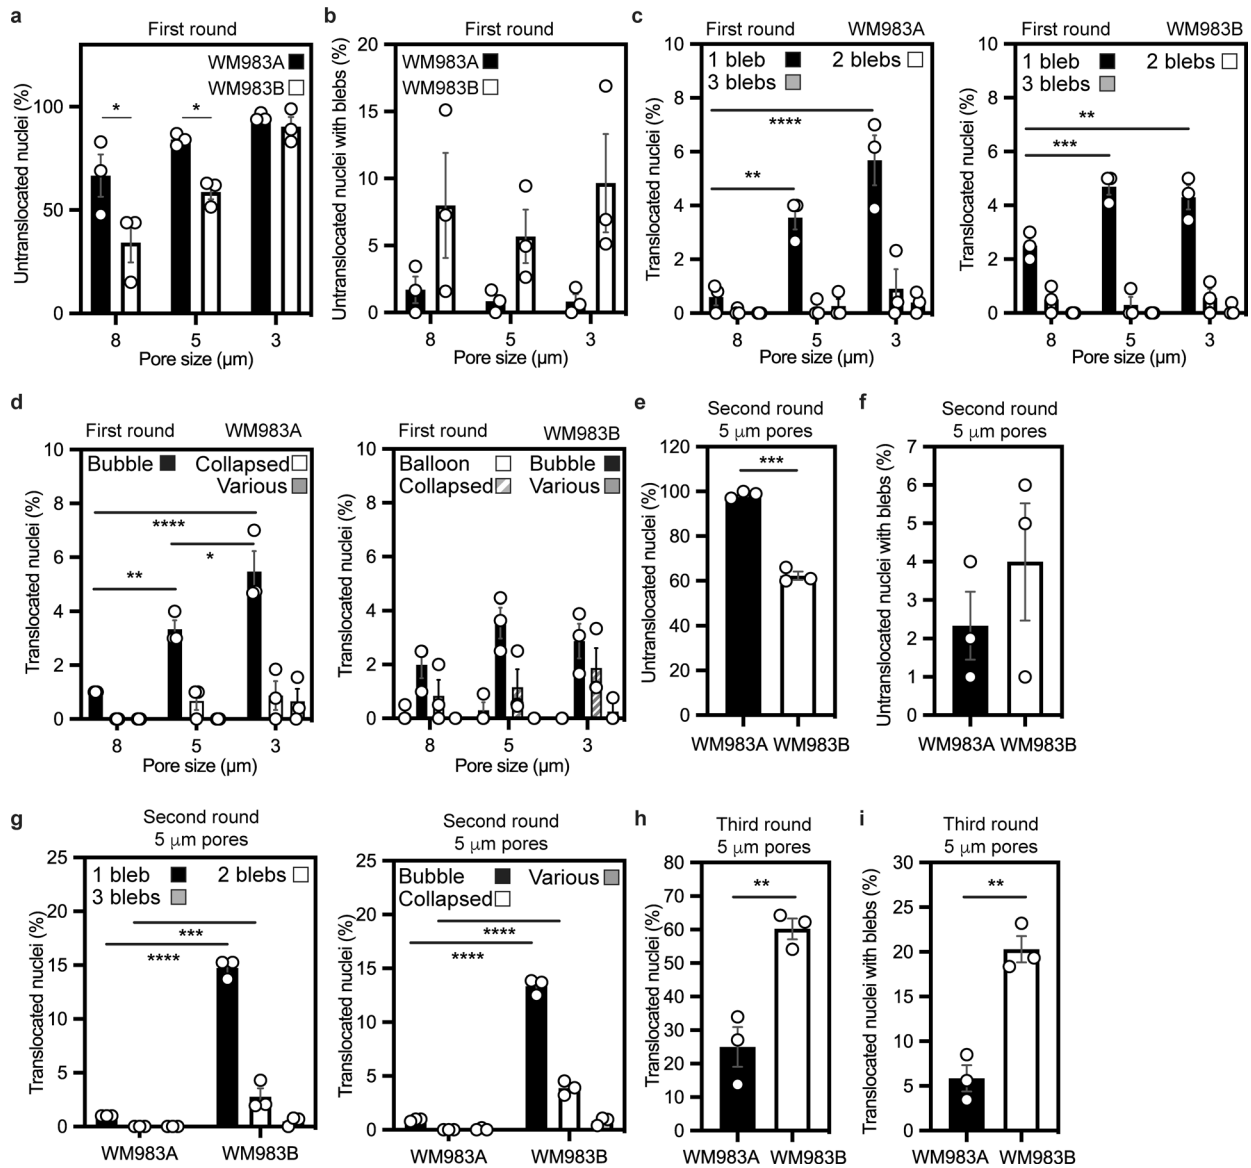 a
First round
Untranslocated nuclei (%)
WM983A
WM983B
*
*
100
50
0
8
5
3
Pore size (µm)
b
First round
Untranslocated nuclei with blebs (%)
WM983A
WM983B
20
15
10
5
0
8
5
3
Pore size (µm)
c
First round
WM983A
Translocated nuclei (%)
1 bleb
2 blebs
3 blebs
****
**
10
8
6
4
2
0
8
5
3
Pore size (µm)
First round
WM983B
Translocated nuclei (%)
1 bleb
2 blebs
3 blebs
**
***
10
8
6
4
2
0
8
5
3
Pore size (µm)
d
First round
WM983A
Translocated nuclei (%)
Bubble
Collapsed
Various
****
*
**
10
8
6
4
2
0
8
5
3
Pore size (µm)
First round
WM983B
Translocated nuclei (%)
Balloon
Bubble
Collapsed
Various
10
8
6
4
2
0
8
5
3
Pore size (µm)
e
Second round
5 µm pores
Untranslocated nuclei (%)
***
120
100
80
60
40
20
0
WM983A
WM983B
f
Second round
5 µm pores
Untranslocated nuclei with blebs (%)
7
6
5
4
3
2
1
0
WM983A
WM983B
g
Second round
5 µm pores
Translocated nuclei (%)
1 bleb
2 blebs
3 blebs
***
****
25
20
15
10
5
0
WM983A
WM983B
Second round
5 µm pores
Translocated nuclei (%)
Bubble
Various
Collapsed
****
****
25
20
15
10
5
0
WM983A
WM983B
h
Third round
5 µm pores
Translocated nuclei (%)
**
80
70
60
50
40
30
20
10
0
WM983A
WM983B
i
Third round
5 µm pores
Translocated nuclei with blebs (%)
**
30
25
20
15
10
5
0
WM983A
WM983B